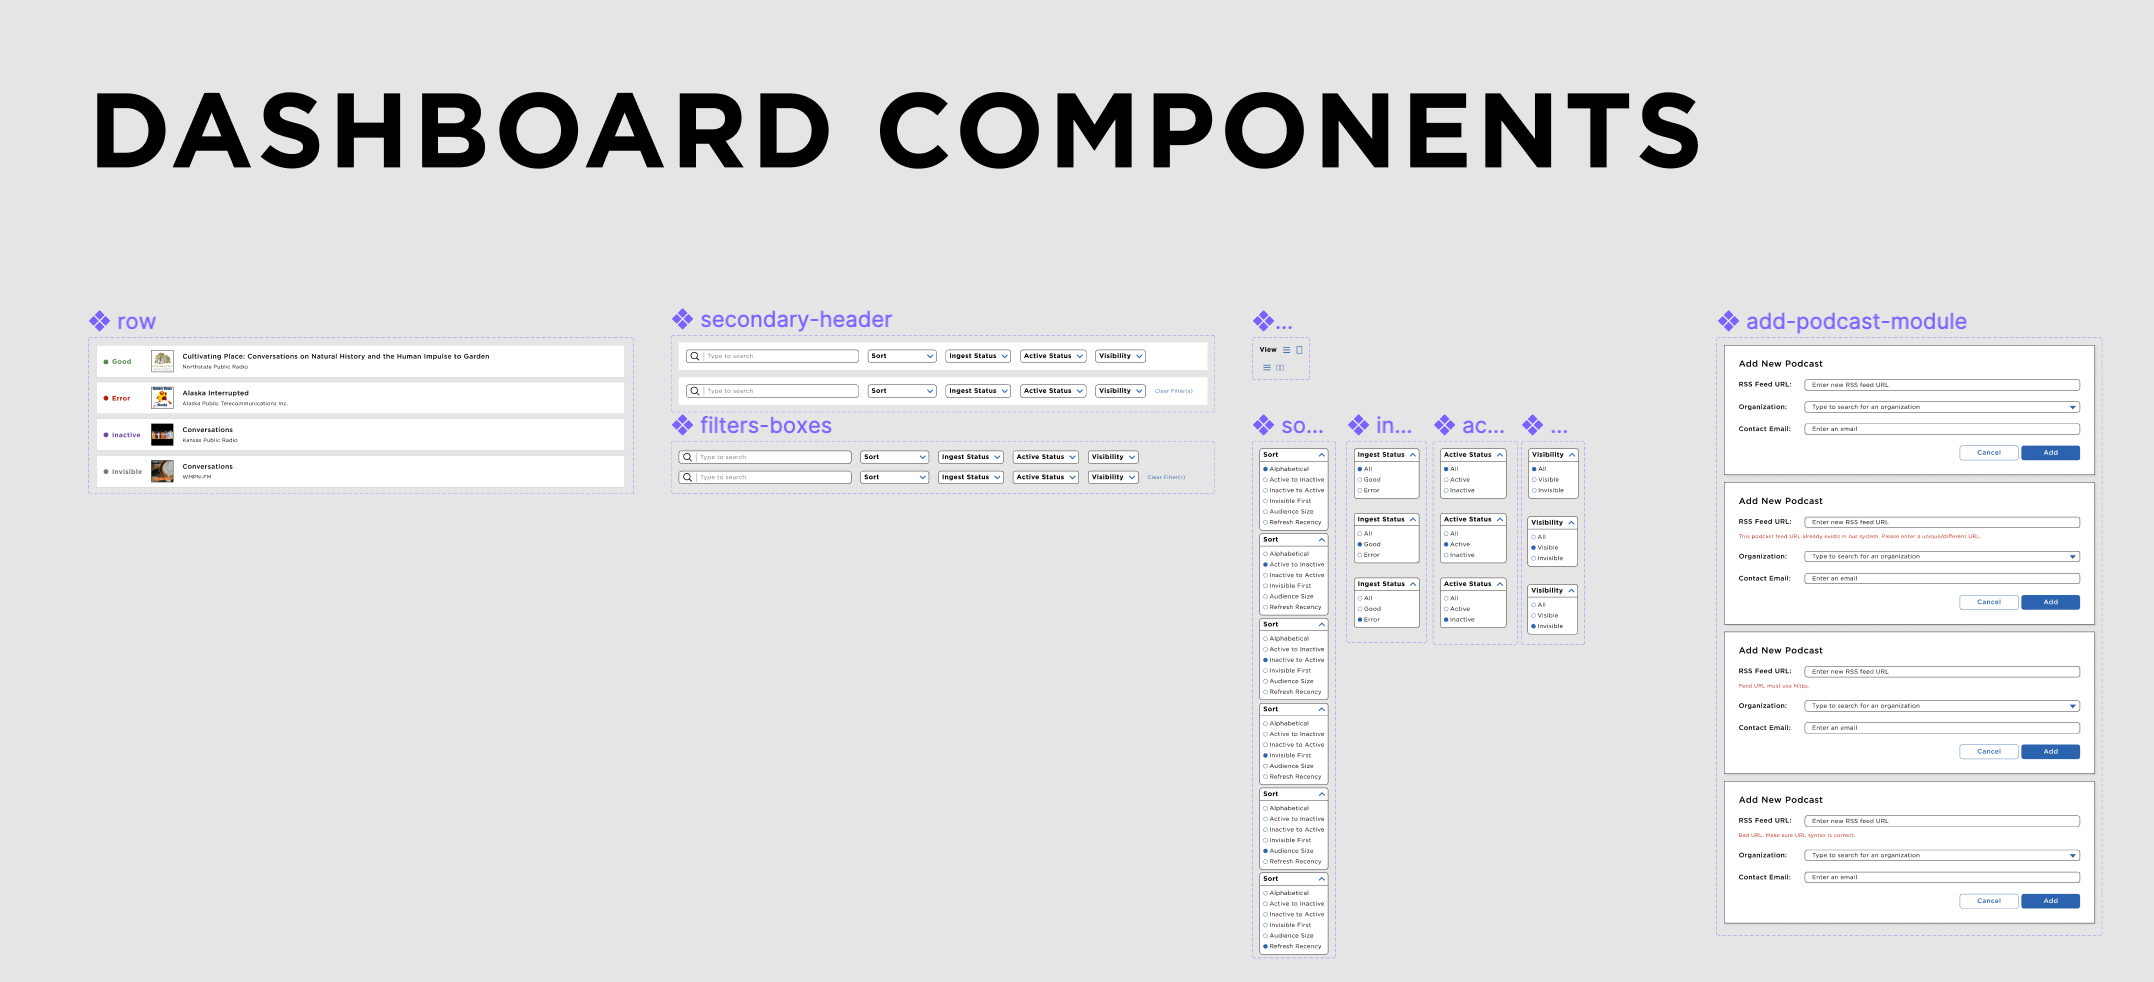 DASHBOARD COMPONENTS
row
Good
Cultivating Place: Conversations on Natural History and the Human Impulse to Garden
Northstate Public Radio
Error
Alaska Interrupted
Alaska Public Telecommunications Inc.
Inactive
Conversations
Kansas Public Radio
Invisible
Conversations
WMPN-FM
secondary-header
Type to search
Sort
Ingest Status
Active Status
Visibility
Type to search
Sort
Ingest Status
Active Status
Visibility
Clear Filter(s)
filters-boxes
Type to search
Sort
Ingest Status
Active Status
Visibility
Type to search
Sort
Ingest Status
Active Status
Visibility
Clear Filter(s)
...
View
so...
Sort
Alphabetical
Active to Inactive
Inactive to Active
Invisible First
Audience Size
Refresh Recency
Sort
Alphabetical
Active to Inactive
Inactive to Active
Invisible First
Audience Size
Refresh Recency
Sort
Alphabetical
Active to Inactive
Inactive to Active
Invisible First
Audience Size
Refresh Recency
Sort
Alphabetical
Active to Inactive
Inactive to Active
Invisible First
Audience Size
Refresh Recency
Sort
Alphabetical
Active to Inactive
Inactive to Active
Invisible First
Audience Size
Refresh Recency
Sort
Alphabetical
Active to Inactive
Inactive to Active
Invisible First
Audience Size
Refresh Recency
in...
Ingest Status
All
Good
Error
Ingest Status
All
Good
Error
Ingest Status
All
Good
Error
ac...
Active Status
All
Active
Inactive
Active Status
All
Active
Inactive
Active Status
All
Active
Inactive
...
Visibility
All
Visible
Invisible
Visibility
All
Visible
Invisible
Visibility
All
Visible
Invisible
add-podcast-module
Add New Podcast
RSS Feed URL: Enter new RSS feed URL
Organization: Type to search for an organization
Contact Email: Enter an email
Cancel Add
Add New Podcast
RSS Feed URL: Enter new RSS feed URL
This podcast feed URL already exists in our system. Please enter a unique/different URL.
Organization: Type to search for an organization
Contact Email: Enter an email
Cancel Add
Add New Podcast
RSS Feed URL: Enter new RSS feed URL
Feed URL must use https.
Organization: Type to search for an organization
Contact Email: Enter an email
Cancel Add
Add New Podcast
RSS Feed URL: Enter new RSS feed URL
Bad URL. Make sure URL syntax is correct.
Organization: Type to search for an organization
Contact Email: Enter an email
Cancel Add